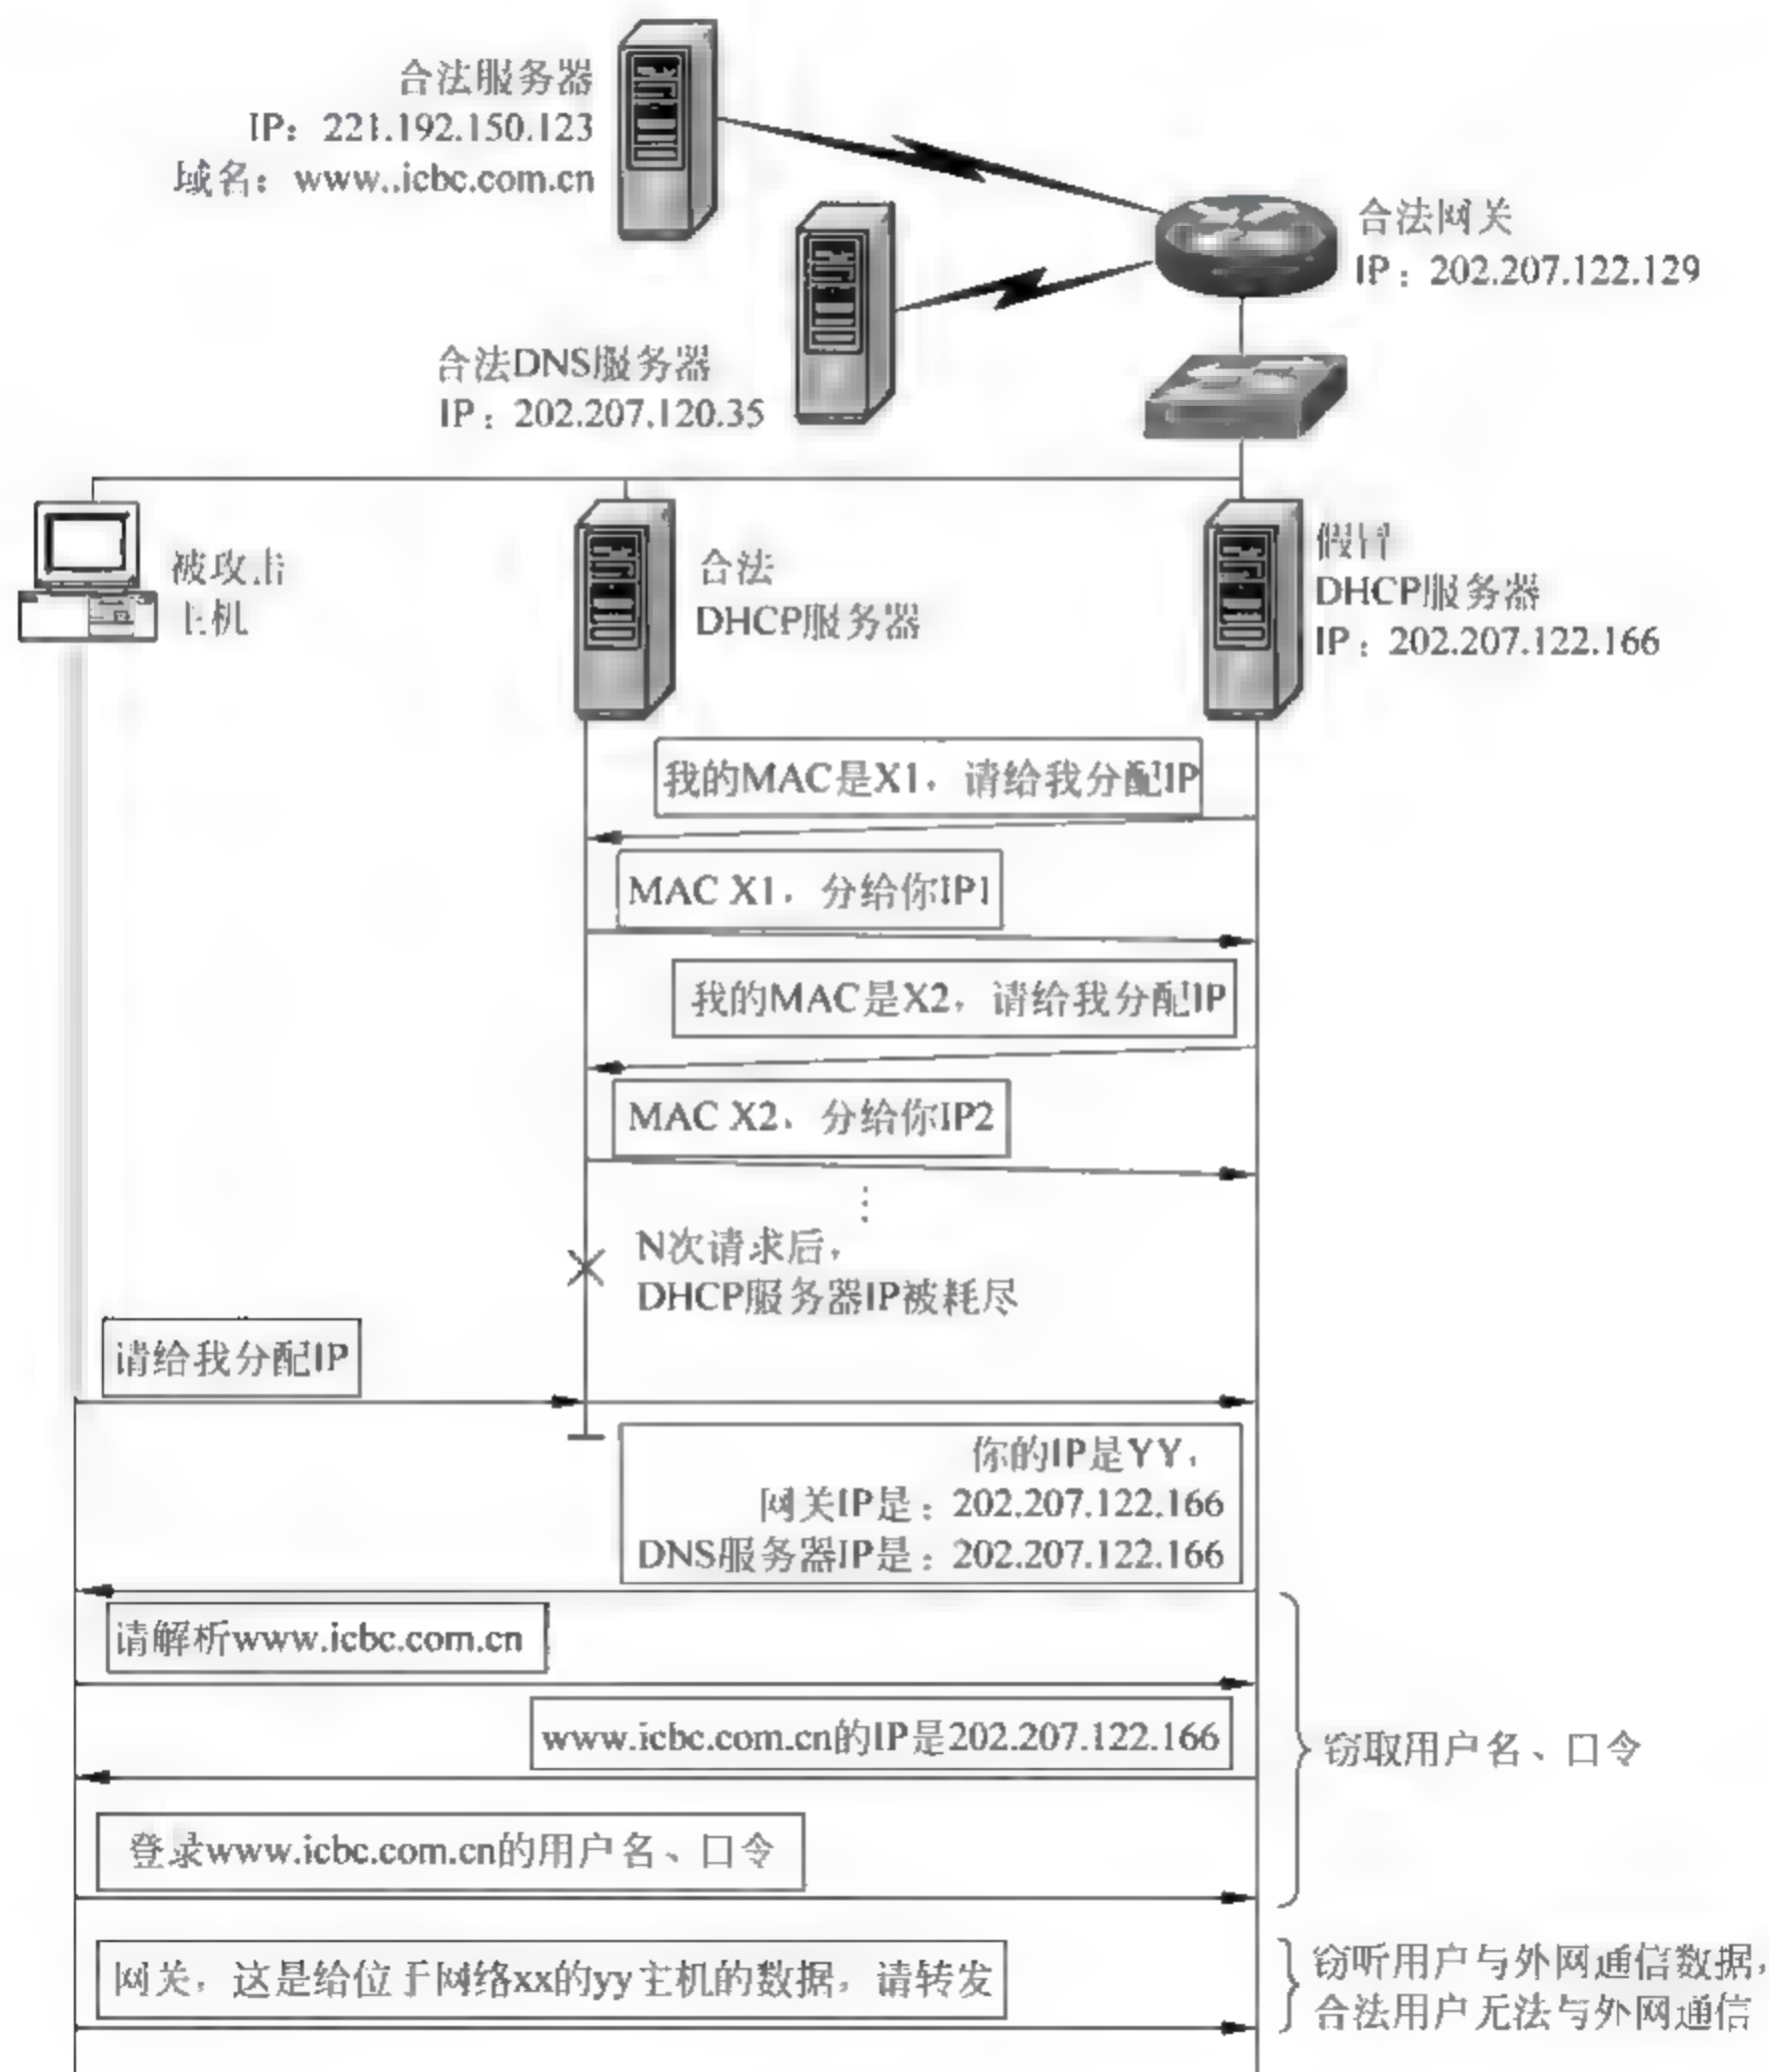 合法服务器
IP：221.192.150.123
域名：www..icbc.com.cn
合法网关
IP：202.207.122.129
合法DNS服务器
IP：202.207.120.35
被攻击
主机
合法
DHCP服务器
假冒
DHCP服务器
IP：202.207.122.166
我的MAC是X1，请给我分配IP
MAC X1，分给你IP1
我的MAC是X2，请给我分配IP
MAC X2，分给你IP2
⋮
N次请求后，
DHCP服务器IP被耗尽
请给我分配IP
你的IP是YY，
网关IP是：202.207.122.166
DNS服务器IP是：202.207.122.166
请解析www.icbc.com.cn
www.icbc.com.cn的IP是202.207.122.166
窃取用户名、口令
登录www.icbc.com.cn的用户名、口令
网关，这是给位于网络xx的yy主机的数据，请转发
窃听用户与外网通信数据，
合法用户无法与外网通信